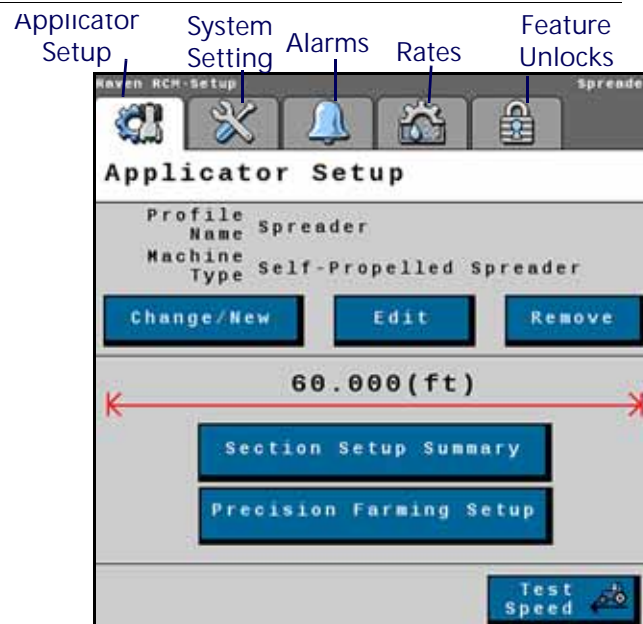 Applicator
Setup
System
Setting
Alarms
Rates
Feature
Unlocks
Raven RCM-Setup
Spreade
Applicator Setup
Profile
Name Spreader
Machine
Type Self-Propelled Spreader
Change/New
Edit
Remove
60.000(ft)
Section Setup Summary
Precision Farming Setup
Test
Speed